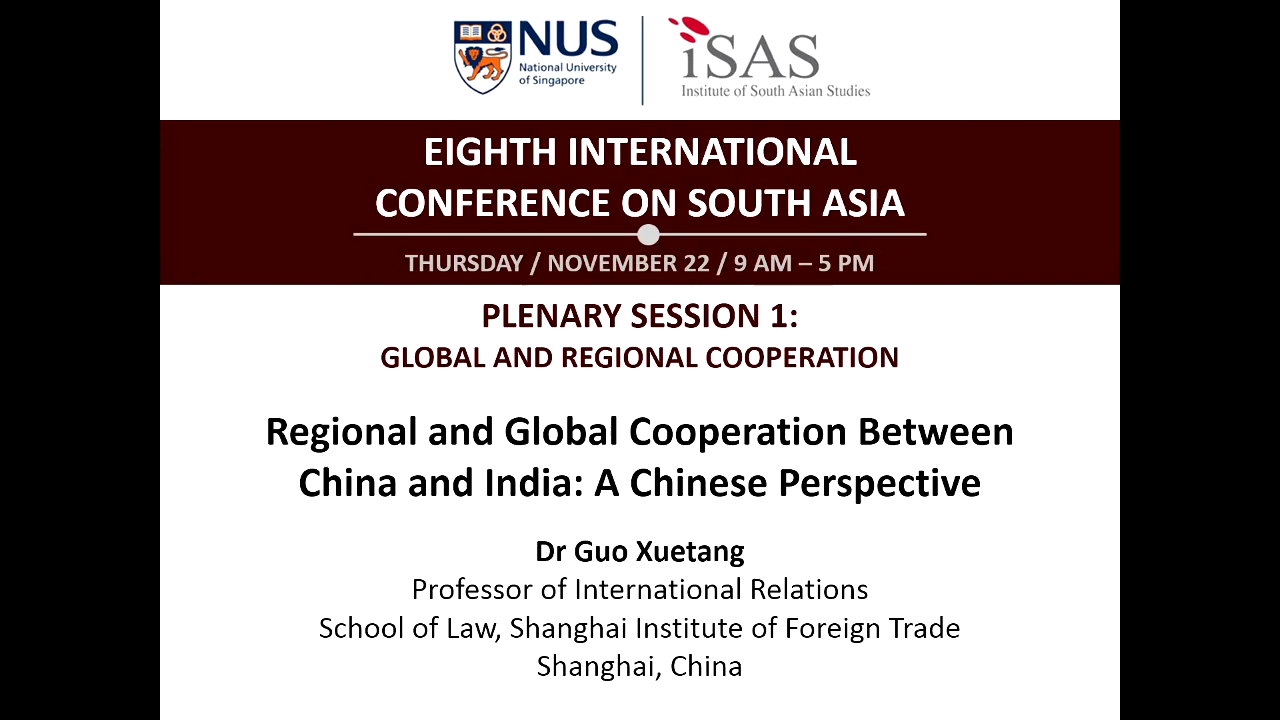 NUS
National University
of Singapore
iSAS
Institute of South Asian Studies
EIGHTH INTERNATIONAL
CONFERENCE ON SOUTH ASIA
THURSDAY / NOVEMBER 22 / 9 AM – 5 PM
PLENARY SESSION 1:
GLOBAL AND REGIONAL COOPERATION
Regional and Global Cooperation Between
China and India: A Chinese Perspective
Dr Guo Xuetang
Professor of International Relations
School of Law, Shanghai Institute of Foreign Trade
Shanghai, China